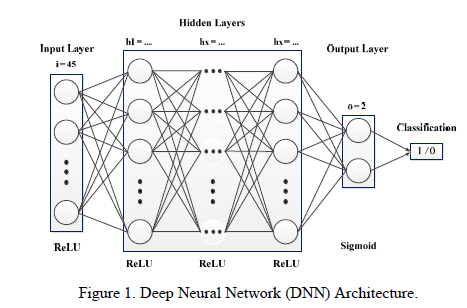 Hidden Layers
Input Layer
h1 = ...
hx = ...
hx= ...
Output Layer
i = 45
o = 2
Classification
1 / 0
ReLU
Sigmoid
ReLU
ReLU
ReLU
Figure 1. Deep Neural Network (DNN) Architecture.